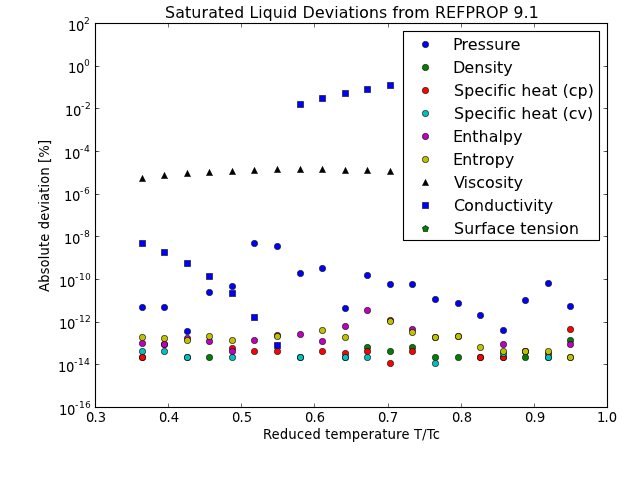 Saturated Liquid Deviations from REFPROP 9.1
10^2
10^0
10^-2
10^-4
10^-6
10^-8
10^-10
10^-12
10^-14
10^-16
Absolute deviation [%]
Pressure
Density
Specific heat (cp)
Specific heat (cv)
Enthalpy
Entropy
Viscosity
Conductivity
Surface tension
0.3 0.4 0.5 0.6 0.7 0.8 0.9 1.0
Reduced temperature T/Tc